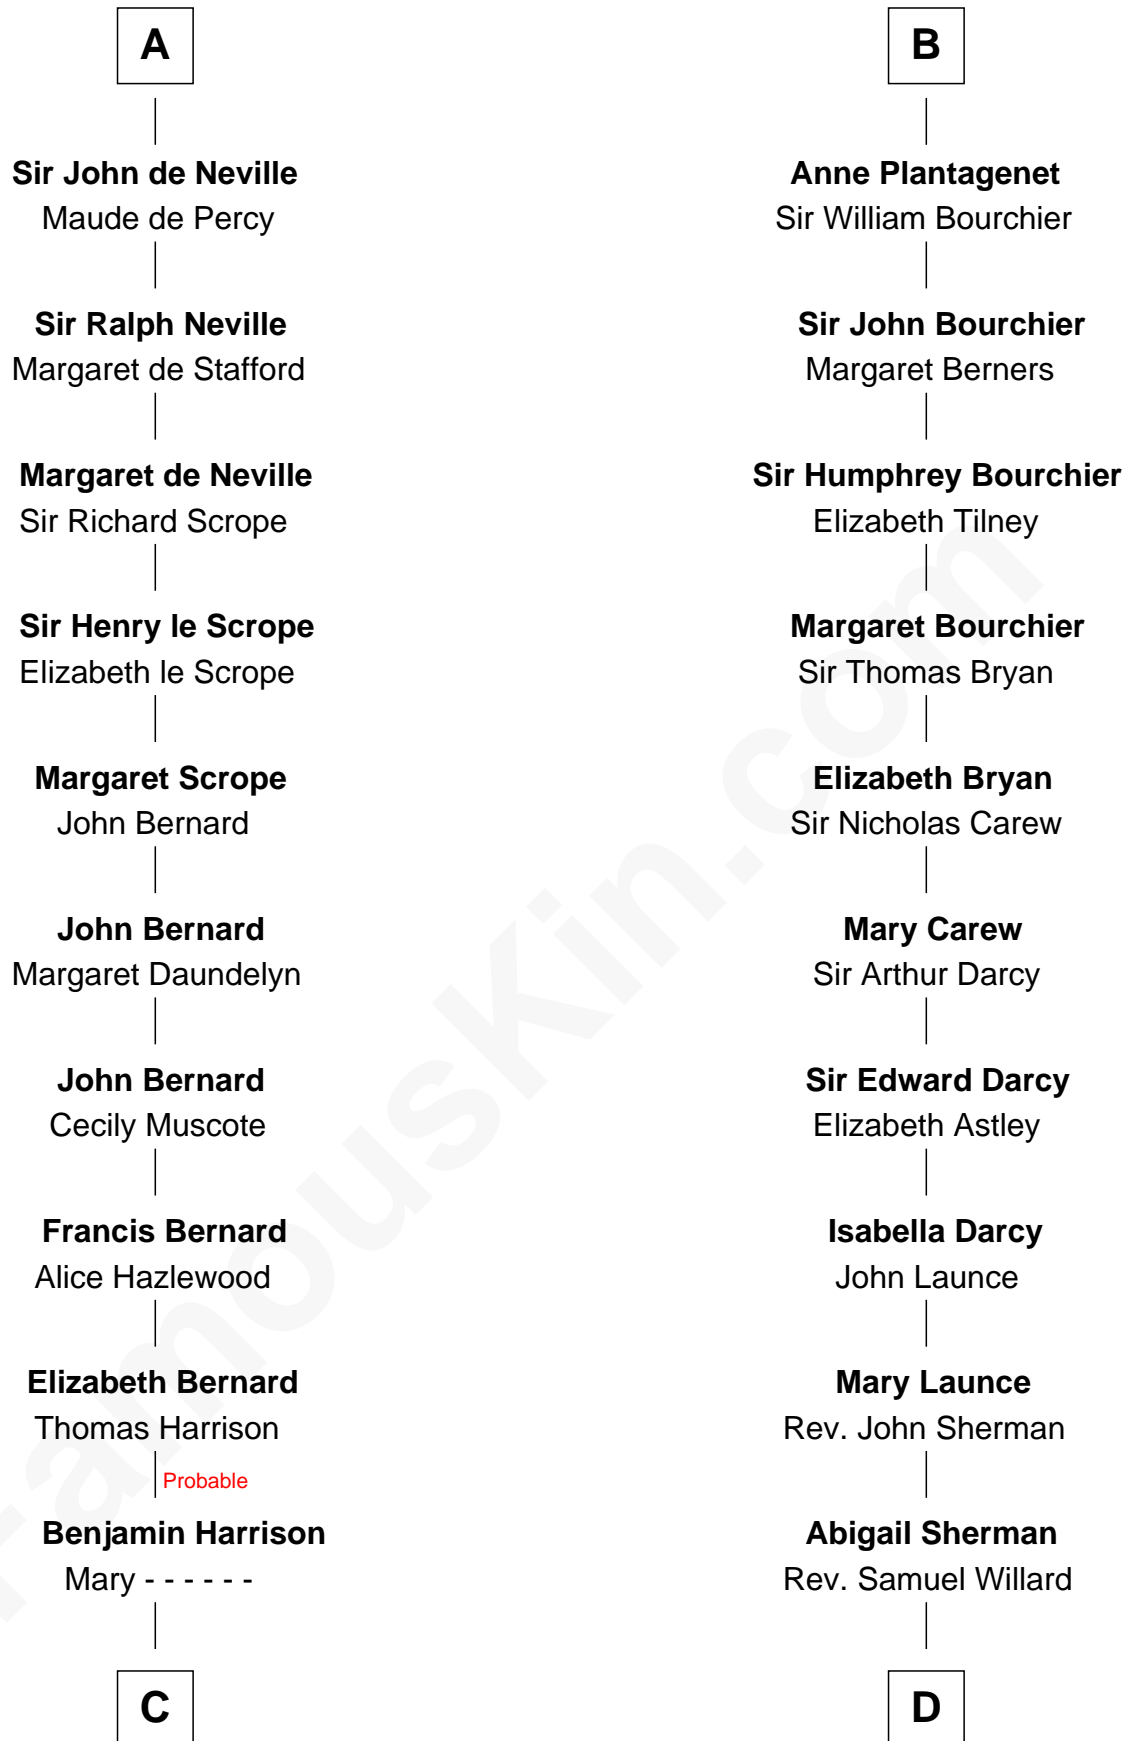 A
Sir John de Neville
Maude de Percy
Sir Ralph Neville
Margaret de Stafford
Margaret de Neville
Sir Richard Scrope
Sir Henry le Scrope
Elizabeth le Scrope
Margaret Scrope
John Bernard
John Bernard
Margaret Daundelyn
John Bernard
Cecily Muscote
Francis Bernard
Alice Hazlewood
Elizabeth Bernard
Thomas Harrison
Probable
Benjamin Harrison
Mary - - - - - -
C
B
Anne Plantagenet
Sir William Bourchier
Sir John Bourchier
Margaret Berners
Sir Humphrey Bourchier
Elizabeth Tilney
Margaret Bourchier
Sir Thomas Bryan
Elizabeth Bryan
Sir Nicholas Carew
Mary Carew
Sir Arthur Darcy
Sir Edward Darcy
Elizabeth Astley
Isabella Darcy
John Launce
Mary Launce
Rev. John Sherman
Abigail Sherman
Rev. Samuel Willard
D
FamousKin.com